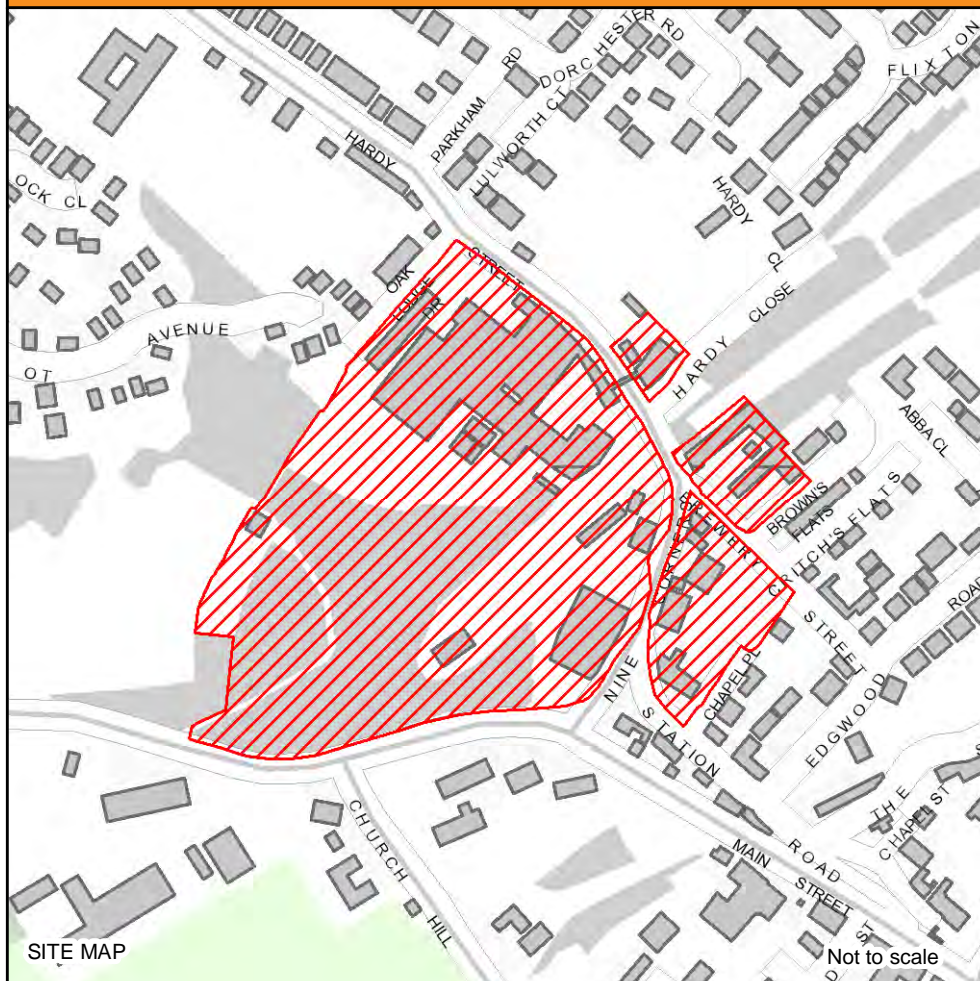 FLIXTON
DORCHESTER RD
PARKHAM RD
LULWORTH CT
HARDY
STREET
HARDY CL
OCK CL
OAK LODGE DR
AVENUE
OT
HARDY CLOSE
ABBA CL
BROWN'S FLATS
BREWERY STREET
CRITCH'S FLATS
NINE CORNERS
CHAPEL PL
EDGWOOD ROAD
STATION ROAD
THE
CHAPEL ST
CHURCH HILL
MAIN STREET
D ST
SITE MAP
Not to scale